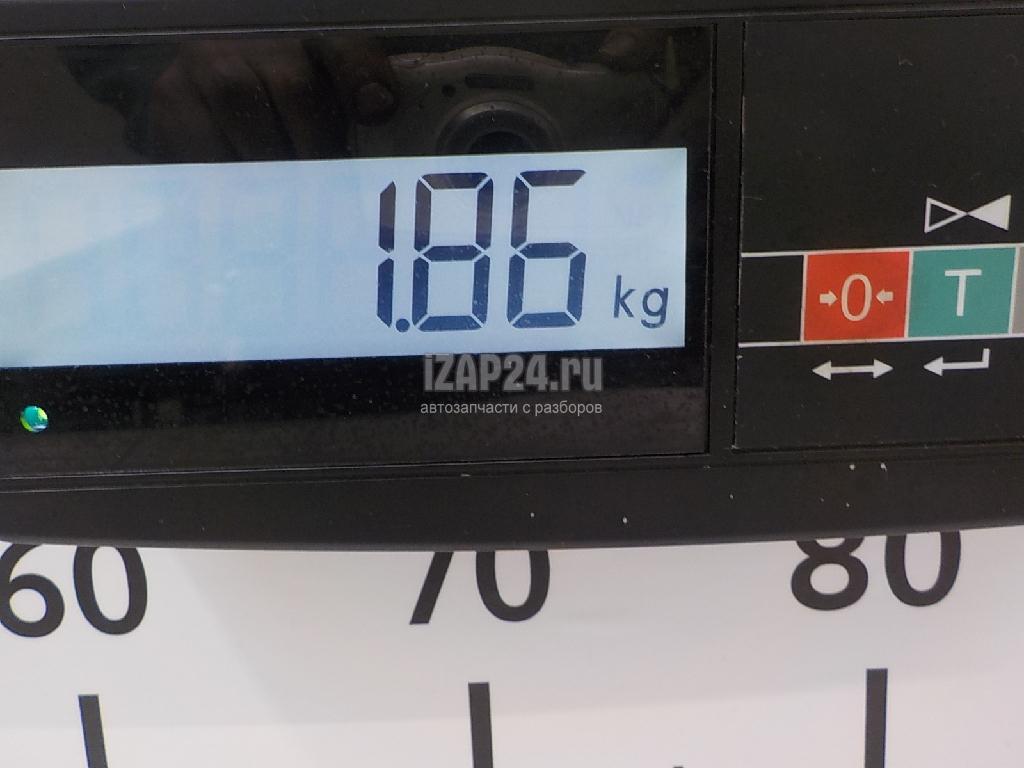 1.86 kg
→0← T
iZAP24.ru
автозапчасти с разборов
60 70 80